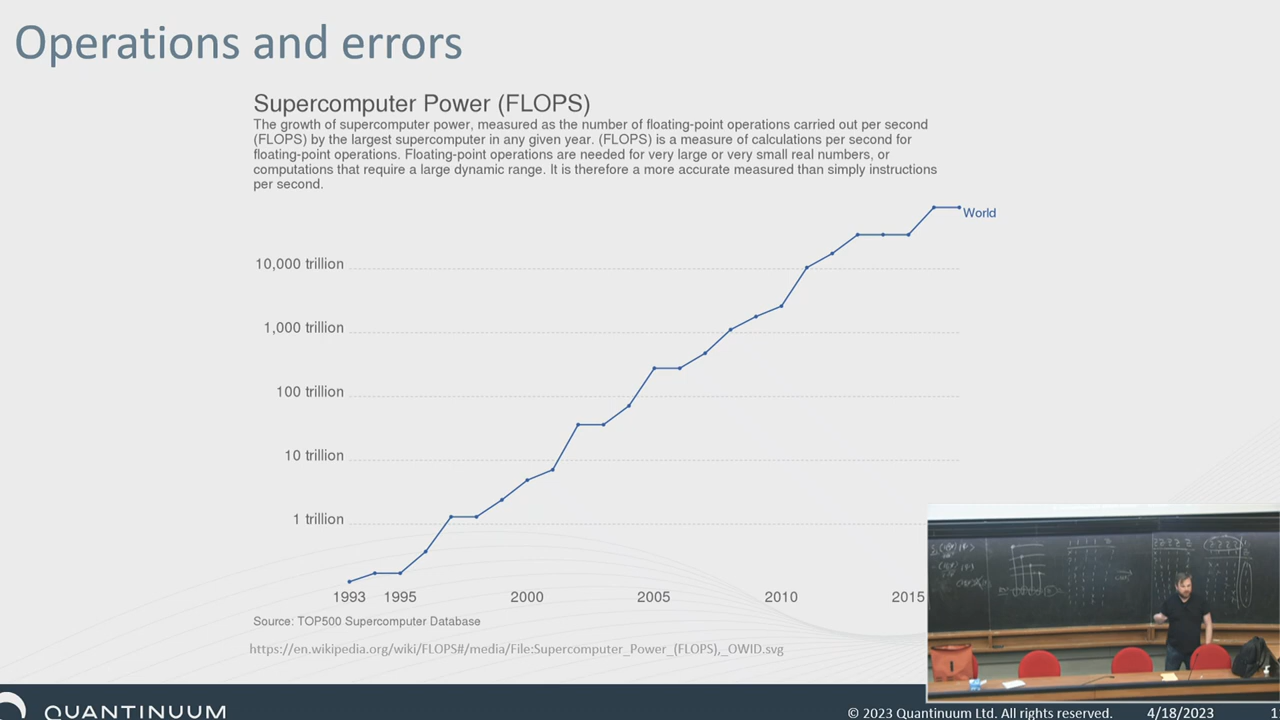 Operations and errors
Supercomputer Power (FLOPS)
The growth of supercomputer power, measured as the number of floating-point operations carried out per second
(FLOPS) by the largest supercomputer in any given year. (FLOPS) is a measure of calculations per second for
floating-point operations. Floating-point operations are needed for very large or very small real numbers, or
computations that require a large dynamic range. It is therefore a more accurate measured than simply instructions
per second.
World
10,000 trillion
1,000 trillion
100 trillion
10 trillion
1 trillion
1993 1995 2000 2005 2010 2015
Source: TOP500 Supercomputer Database
https://en.wikipedia.org/wiki/FLOPS#/media/File:Supercomputer_Power_(FLOPS),_OWID.svg
QUANTINUUM
© 2023 Quantinuum Ltd. All rights reserved. 4/18/2023